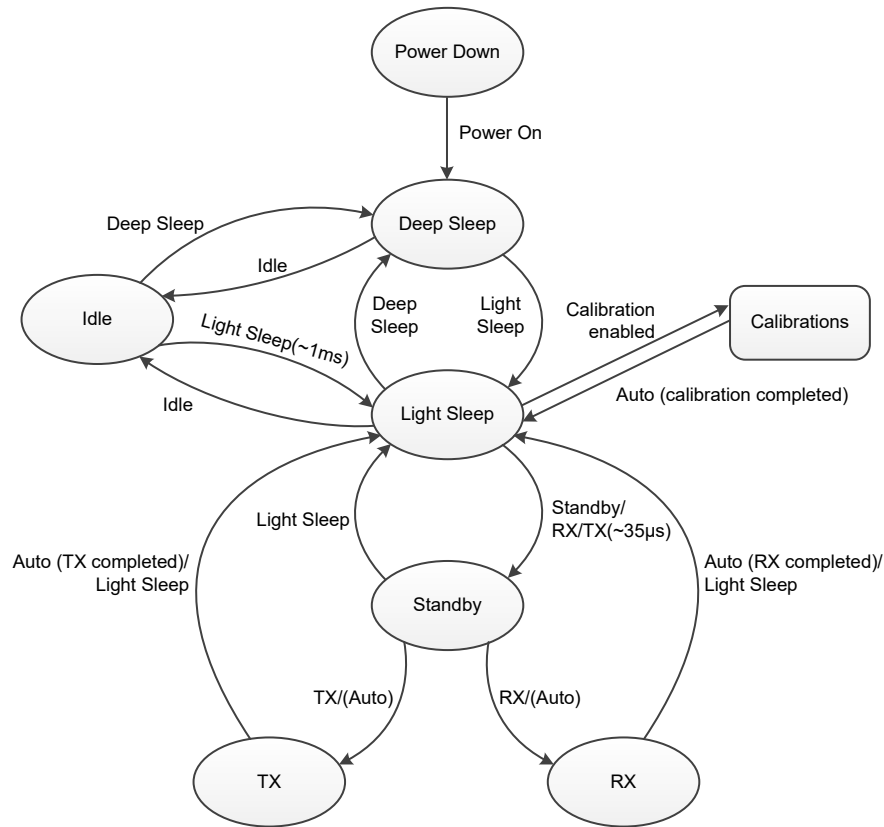 Power Down
Power On
Deep Sleep
Deep Sleep
Idle
Deep
Sleep
Light
Sleep
Idle
Light Sleep(~1ms)
Calibration
enabled
Calibrations
Idle
Light Sleep
Auto (calibration completed)
Light Sleep
Standby/
RX/TX(~35µs)
Auto (TX completed)/
Light Sleep
Auto (RX completed)/
Light Sleep
Standby
TX/(Auto)
RX/(Auto)
TX
RX